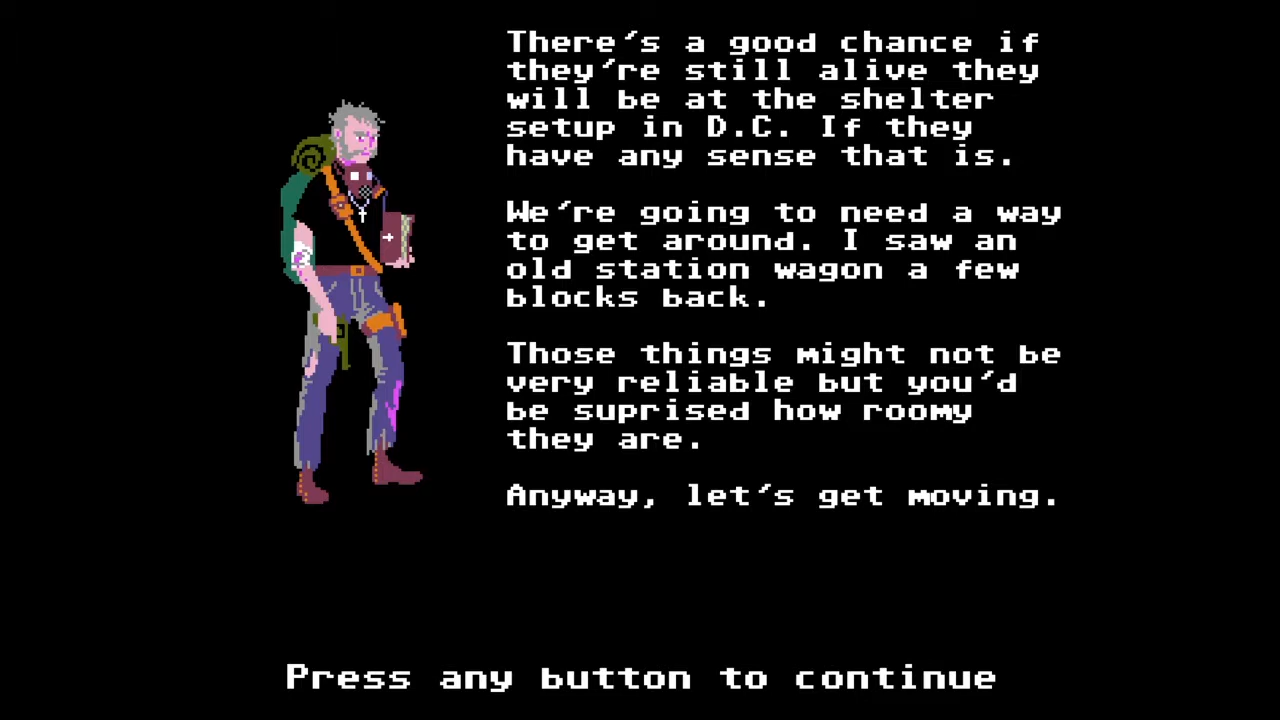 There's a good chance if
they're still alive they
will be at the shelter
setup in D.C. If they
have any sense that is.
We're going to need a way
to get around. I saw an
old station wagon a few
blocks back.
Those things might not be
very reliable but you'd
be suprised how roomy
they are.
Anyway, let's get moving.
Press any button to continue